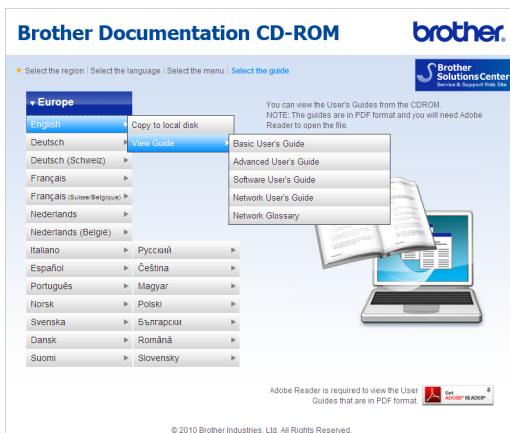 Brother Documentation CD-ROM
brother.
Select the region | Select the language | Select the menu | Select the guide
Brother
Solutions Center
Service & Support Web Site
Europe
You can view the User's Guides from the CDROM.
NOTE: The guides are in PDF format and you will need Adobe
Reader to open the file.
English
Copy to local disk
Deutsch
View Guide
Basic User's Guide
Deutsch (Schweiz)
Advanced User's Guide
Français
Software User's Guide
Français (Suisse/Belgique)
Network User's Guide
Nederlands
Network Glossary
Nederlands (België)
Italiano
Русский
Español
Čeština
Português
Magyar
Norsk
Polski
Svenska
Български
Dansk
Română
Suomi
Slovensky
Adobe Reader is required to view the User
Guides that are in PDF format.
Get
ADOBE® READER®
© 2010 Brother Industries, Ltd. All Rights Reserved.